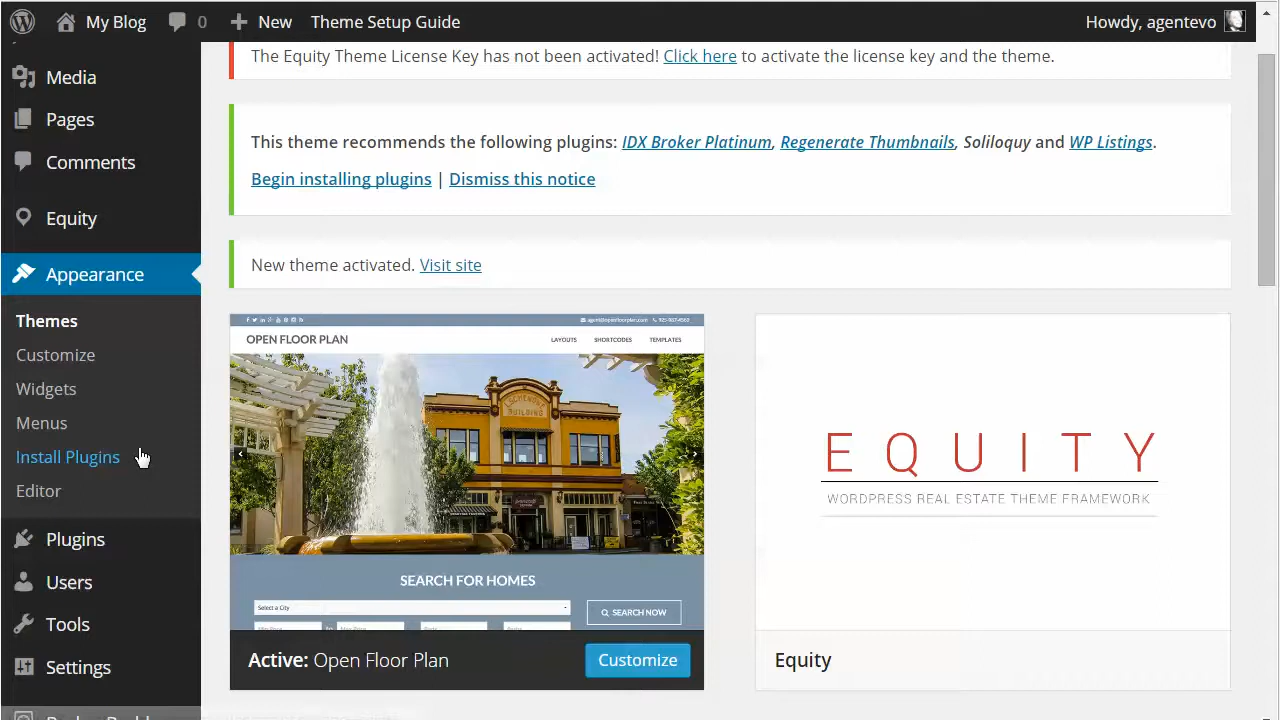 My Blog 0 New Theme Setup Guide Howdy, agentevo
Media
Pages
Comments
Equity
Appearance
Themes
Customize
Widgets
Menus
Install Plugins
Editor
Plugins
Users
Tools
Settings
The Equity Theme License Key has not been activated! Click here to activate the license key and the theme.
This theme recommends the following plugins: IDX Broker Platinum, Regenerate Thumbnails, Soliloquy and WP Listings.
Begin installing plugins | Dismiss this notice
New theme activated. Visit site
OPEN FLOOR PLAN LAYOUTS SHORTCODES TEMPLATES
SEARCH FOR HOMES
Select a City
SEARCH NOW
Active: Open Floor Plan Customize
EQUITY
WORDPRESS REAL ESTATE THEME FRAMEWORK
Equity